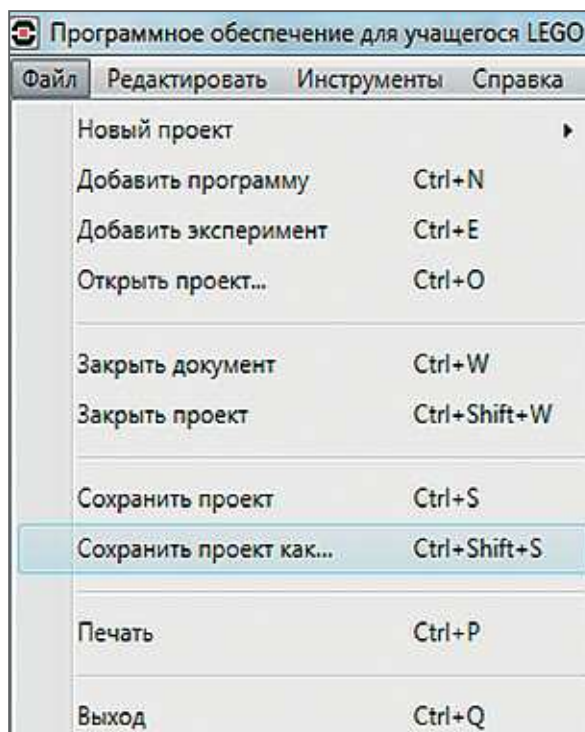 Программное обеспечение для учащегося LEGO
Файл Редактировать Инструменты Справка
Новый проект
Добавить программу Ctrl+N
Добавить эксперимент Ctrl+E
Открыть проект... Ctrl+O
Закрыть документ Ctrl+W
Закрыть проект Ctrl+Shift+W
Сохранить проект Ctrl+S
Сохранить проект как... Ctrl+Shift+S
Печать Ctrl+P
Выход Ctrl+Q